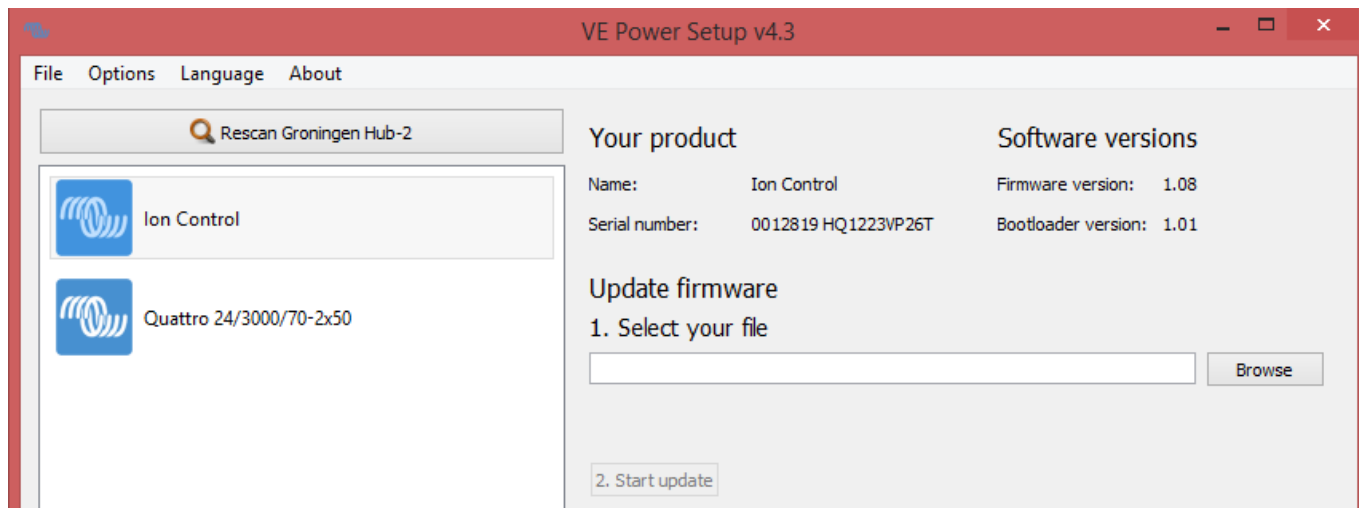 VE Power Setup v4.3
File Options Language About
Rescan Groningen Hub-2
Ion Control
Quattro 24/3000/70-2x50
Your product
Name: Ion Control
Serial number: 0012819 HQ1223VP26T
Software versions
Firmware version: 1.08
Bootloader version: 1.01
Update firmware
1. Select your file
Browse
2. Start update